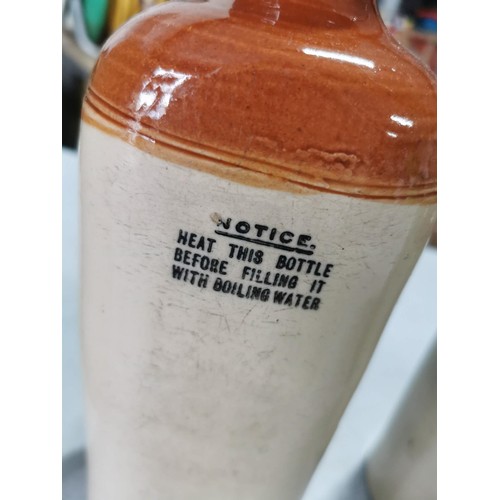 NOTICE.
HEAT THIS BOTTLE
BEFORE FILLING IT
WITH BOILING WATER